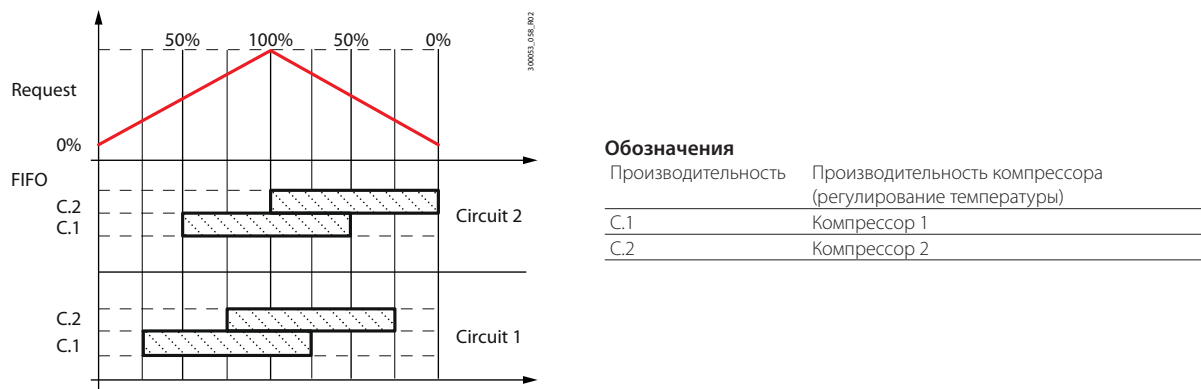 50% 100% 50% 0%
300053_058_R02
Request
0%
FIFO
C.2
C.1
Circuit 2
C.2
C.1
Circuit 1
Обозначения
Производительность Производительность компрессора
(регулирование температуры)
C.1 Компрессор 1
C.2 Компрессор 2